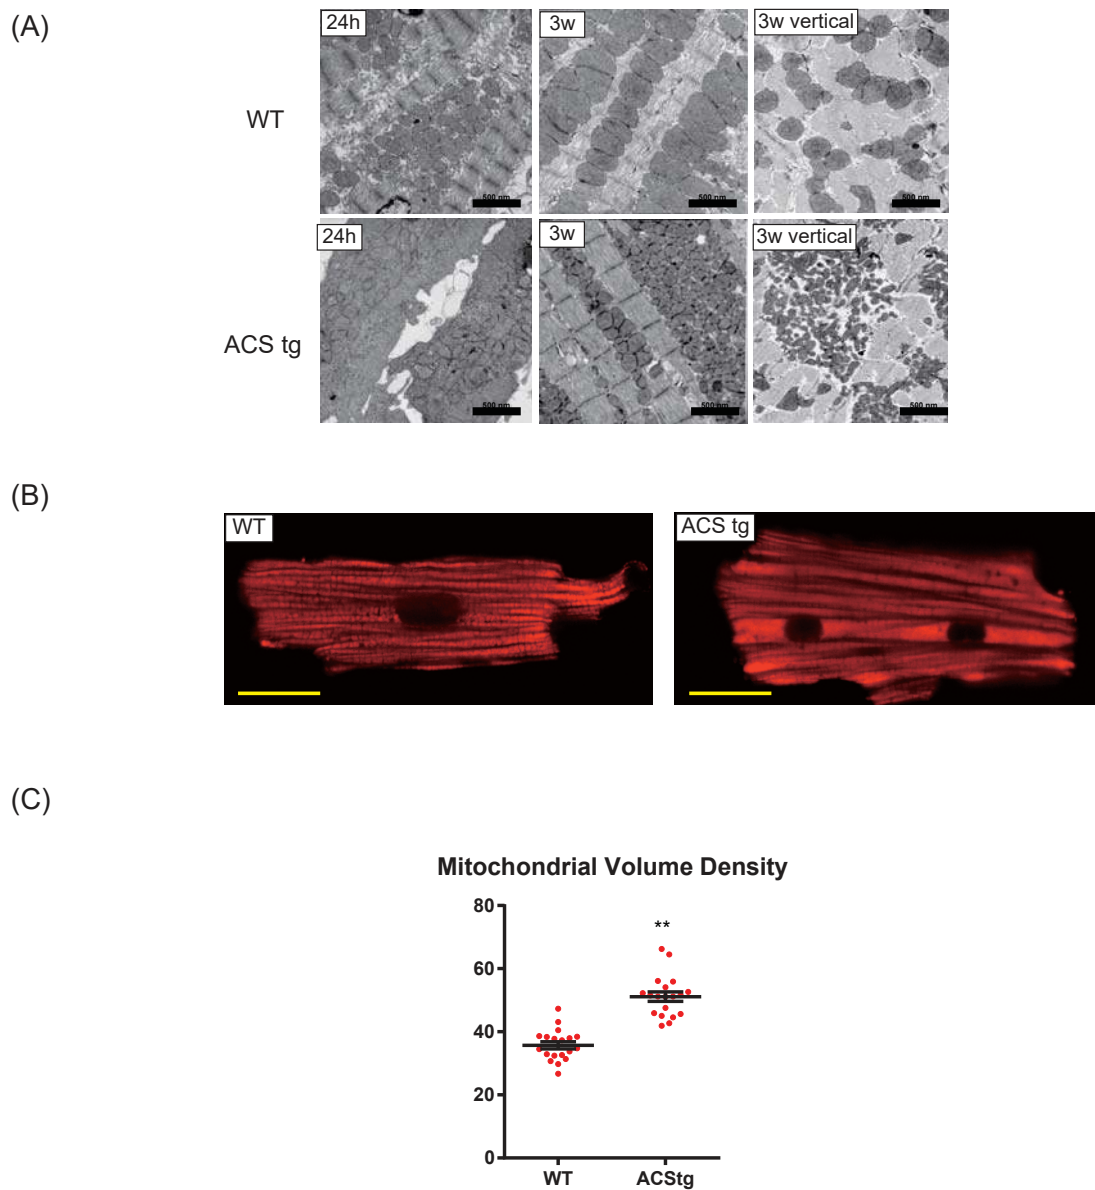 (A)
24h
3w
3w vertical
WT
500 nm
500 nm
500 nm
24h
3w
3w vertical
ACS tg
500 nm
500 nm
500 nm
(B)
WT
ACS tg
(C)
Mitochondrial Volume Density
80
**
60
40
20
0
WT
ACStg